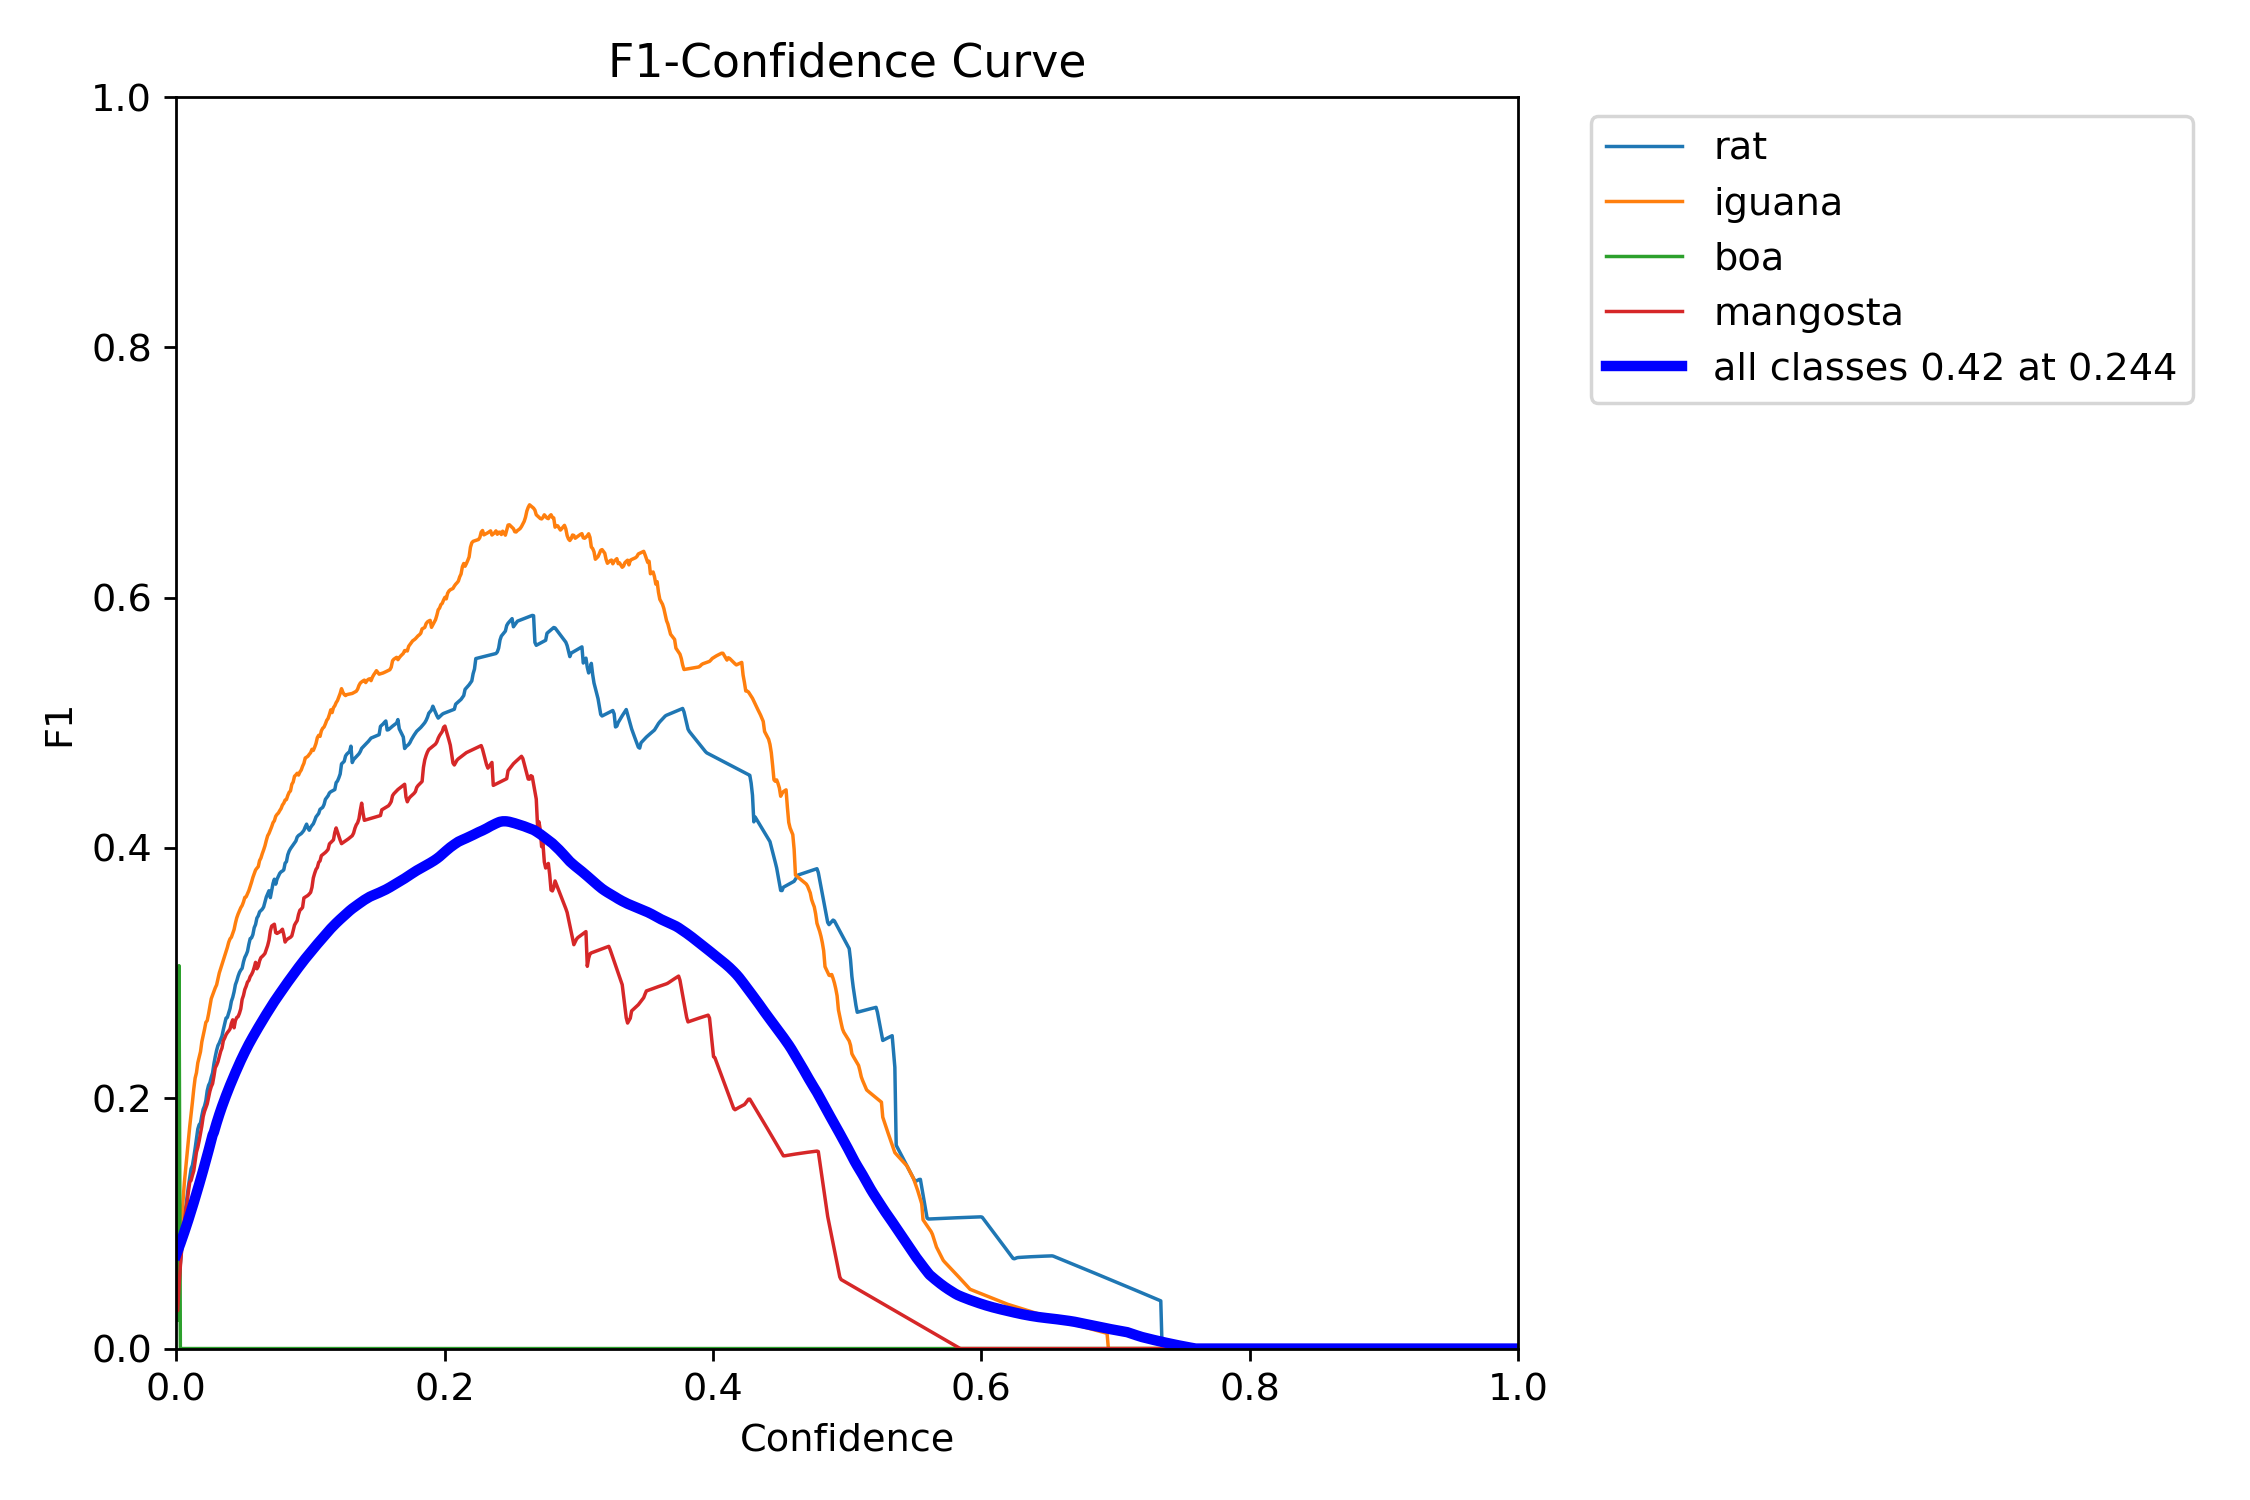 F1-Confidence Curve
1.0
0.8
0.6
0.4
0.2
0.0
F1
0.0 0.2 0.4 0.6 0.8 1.0
Confidence
rat
iguana
boa
mangosta
all classes 0.42 at 0.244